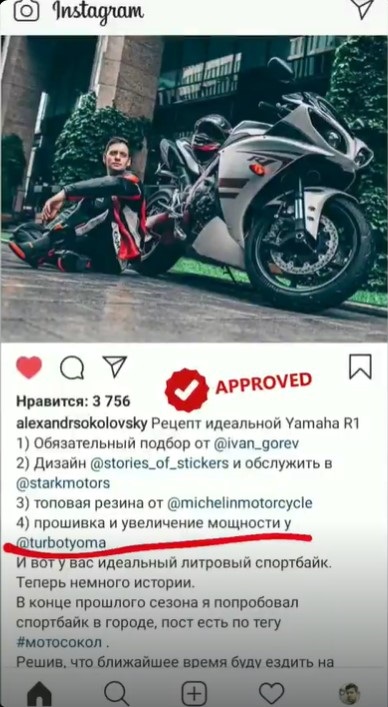 Instagram
APPROVED
Нравится: 3 756
alexandrsokolovsky Рецепт идеальной Yamaha R1
1) Обязательный подбор от @ivan_gorev
2) Дизайн @stories_of_stickers и обслужить в
@starkmotors
3) топовая резина от @michelinmotorcycle
4) прошивка и увеличение мощности у
@turbotyoma
И вот у вас идеальный литровый спортбайк.
Теперь немного истории.
В конце прошлого сезона я попробовал
спортбайк в городе, пост есть по тегу
#мотосокол .
Решив, что ближайшее время буду ездить на